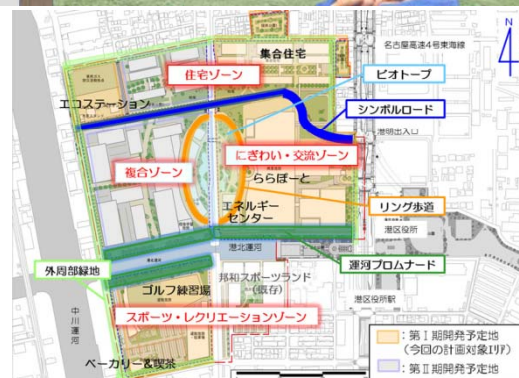 集合住宅
名古屋高速4号東海線
N
住宅ゾーン
ビオトープ
エコステーション
シンボルロード
港明出入口
複合ゾーン
にぎわい・交流ゾーン
ららぽーと
リング歩道
エネルギー
センター
港区役所
港北運河
運河プロムナード
外周部緑地
邦和スポーツランド
(既存)
ゴルフ練習場
港区役所駅
スポーツ・レクリエーションゾーン
中川運河
ベーカリー&喫茶
:第Ⅰ期開発予定地
(今回の計画対象エリア)
:第Ⅱ期開発予定地